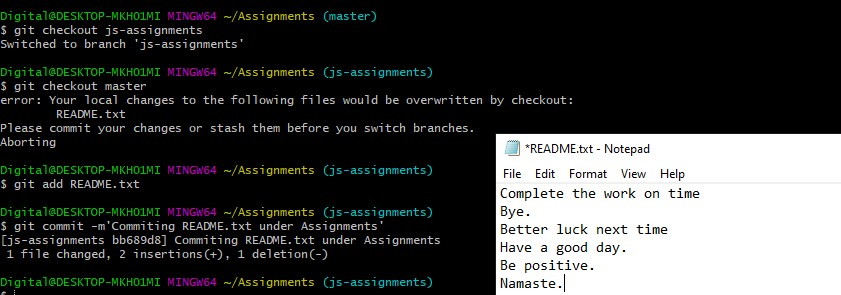 Digital@DESKTOP-MKHO1MI MINGW64 ~/Assignments (master)
$ git checkout js-assignments
Switched to branch 'js-assignments'
Digital@DESKTOP-MKHO1MI MINGW64 ~/Assignments (js-assignments)
$ git checkout master
error: Your local changes to the following files would be overwritten by checkout:
README.txt
Please commit your changes or stash them before you switch branches.
Aborting
Digital@DESKTOP-MKHO1MI MINGW64 ~/Assignments (js-assignments)
$ git add README.txt
Digital@DESKTOP-MKHO1MI MINGW64 ~/Assignments (js-assignments)
$ git commit -m'Commiting README.txt under Assignments'
[js-assignments bb689d8] Commiting README.txt under Assignments
1 file changed, 2 insertions(+), 1 deletion(-)
Digital@DESKTOP-MKHO1MI MINGW64 ~/Assignments (js-assignments)
$
*README.txt - Notepad
File Edit Format View Help
Complete the work on time
Bye.
Better luck next time
Have a good day.
Be positive.
Namaste.